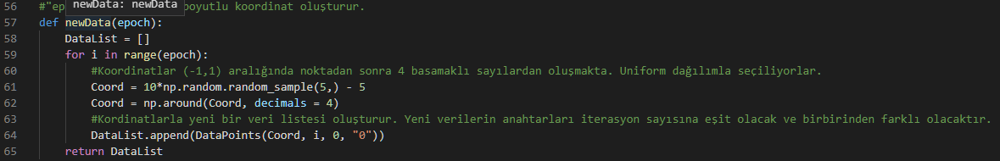 56 #"ep newData: newData boyutlu koordinat oluşturur.
57 def newData(epoch):
58 DataList = []
59 for i in range(epoch):
60 #Koordinatlar (-1,1) aralığında noktadan sonra 4 basamaklı sayılardan oluşmakta. Uniform dağılımla seçiliyorlar.
61 Coord = 10*np.random.random_sample(5,) - 5
62 Coord = np.around(Coord, decimals = 4)
63 #Kordinatlarla yeni bir veri listesi oluşturur. Yeni verilerin anahtarları iterasyon sayısına eşit olacak ve birbirinden farklı olacaktır.
64 DataList.append(DataPoints(Coord, i, 0, "0"))
65 return DataList